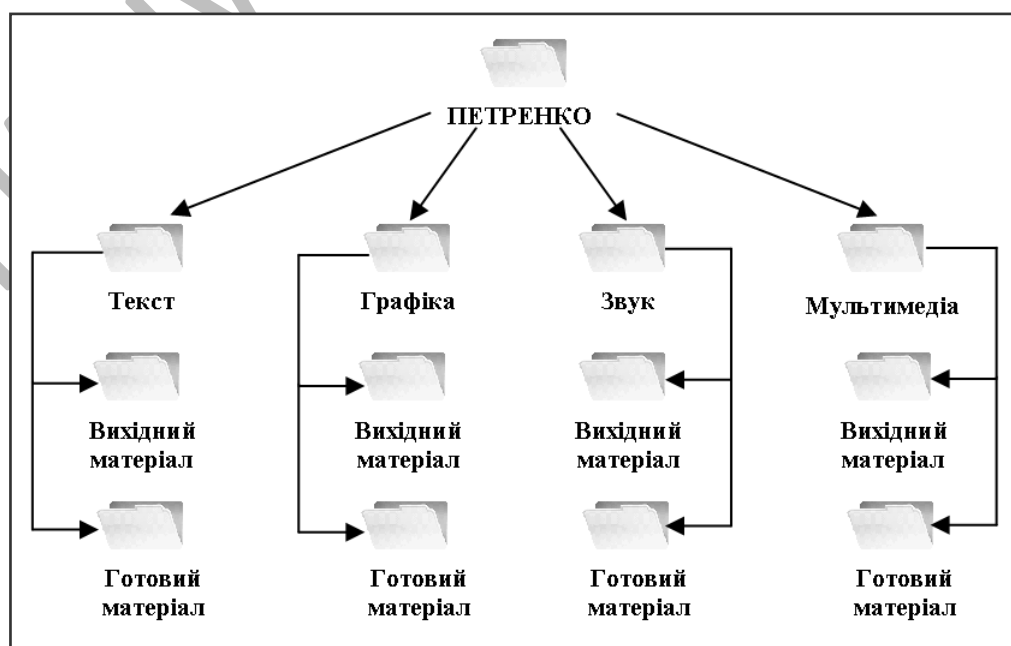 ПЕТРЕНКО
Текст
Графіка
Звук
Мультимедіа
Вихідний
матеріал
Вихідний
матеріал
Вихідний
матеріал
Вихідний
матеріал
Готовий
матеріал
Готовий
матеріал
Готовий
матеріал
Готовий
матеріал